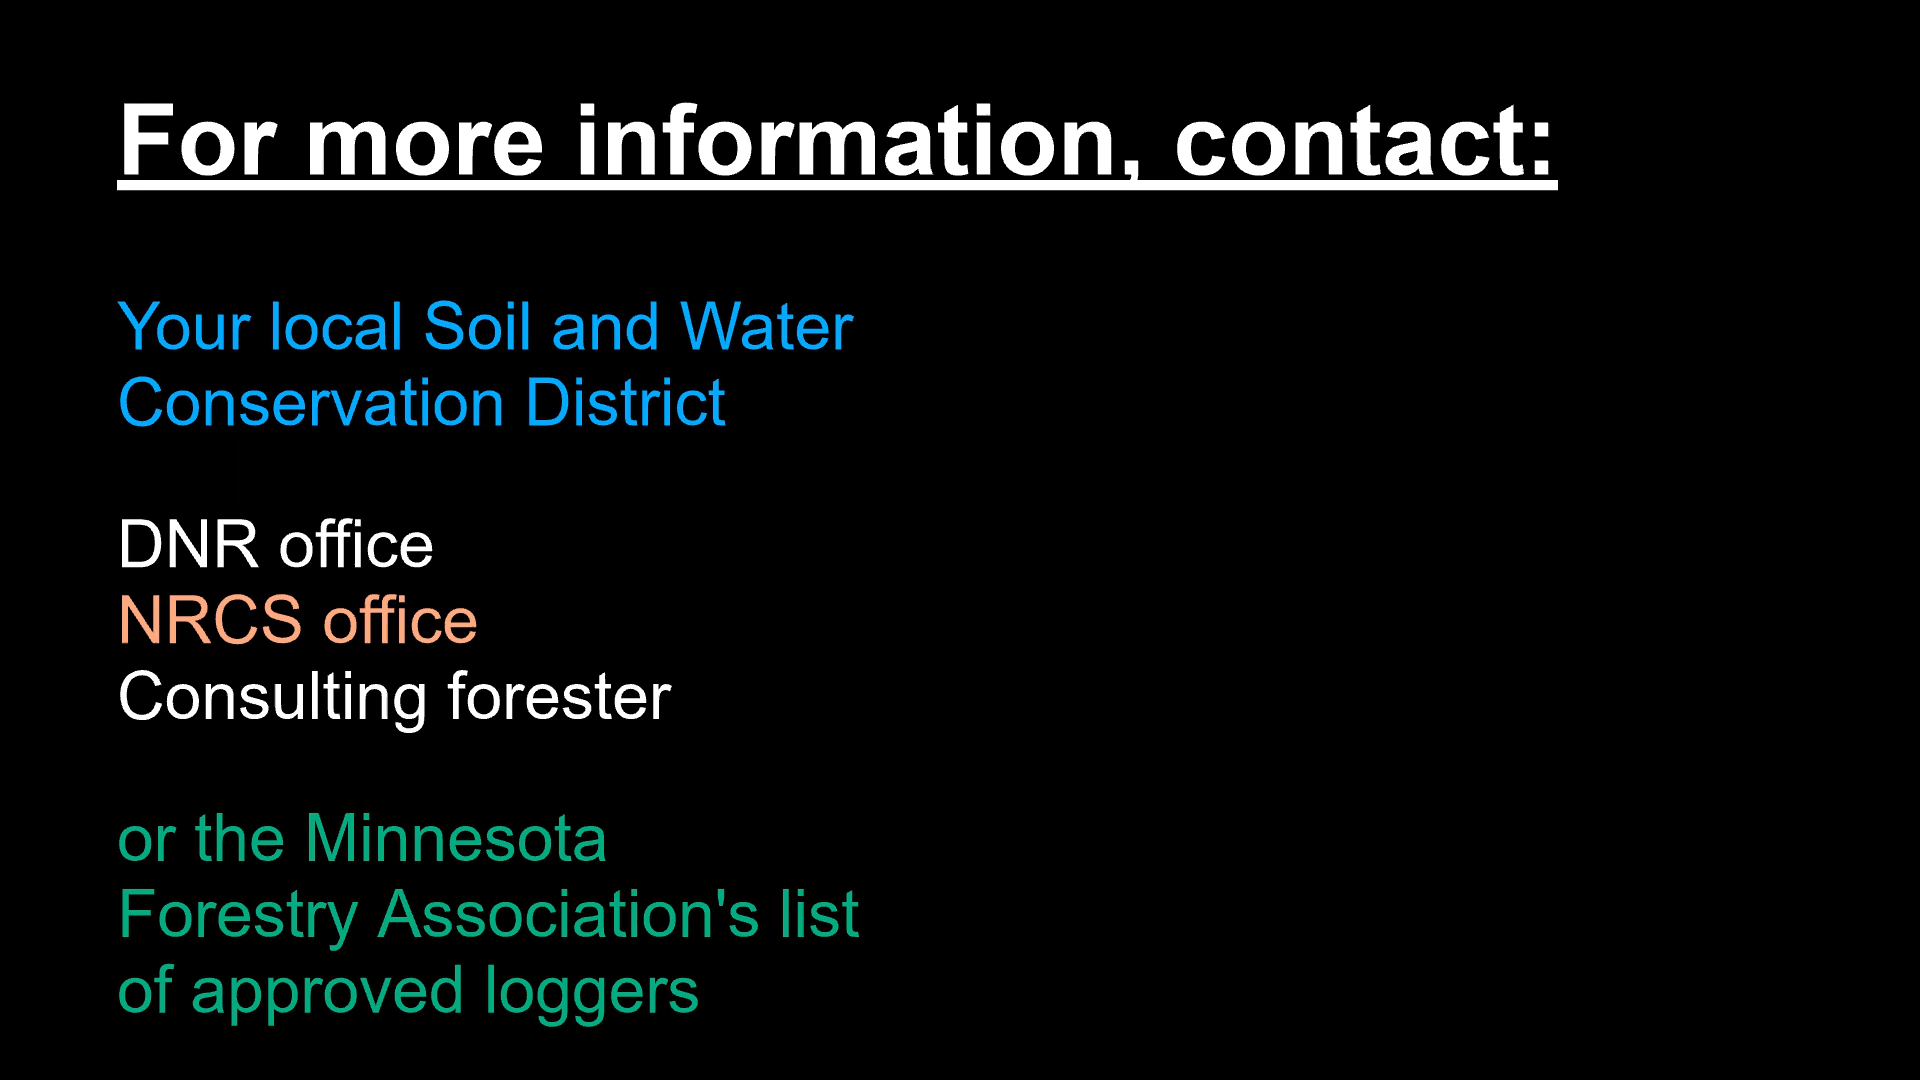 For more information, contact:
Your local Soil and Water
Conservation District
DNR office
NRCS office
Consulting forester
or the Minnesota
Forestry Association's list
of approved loggers